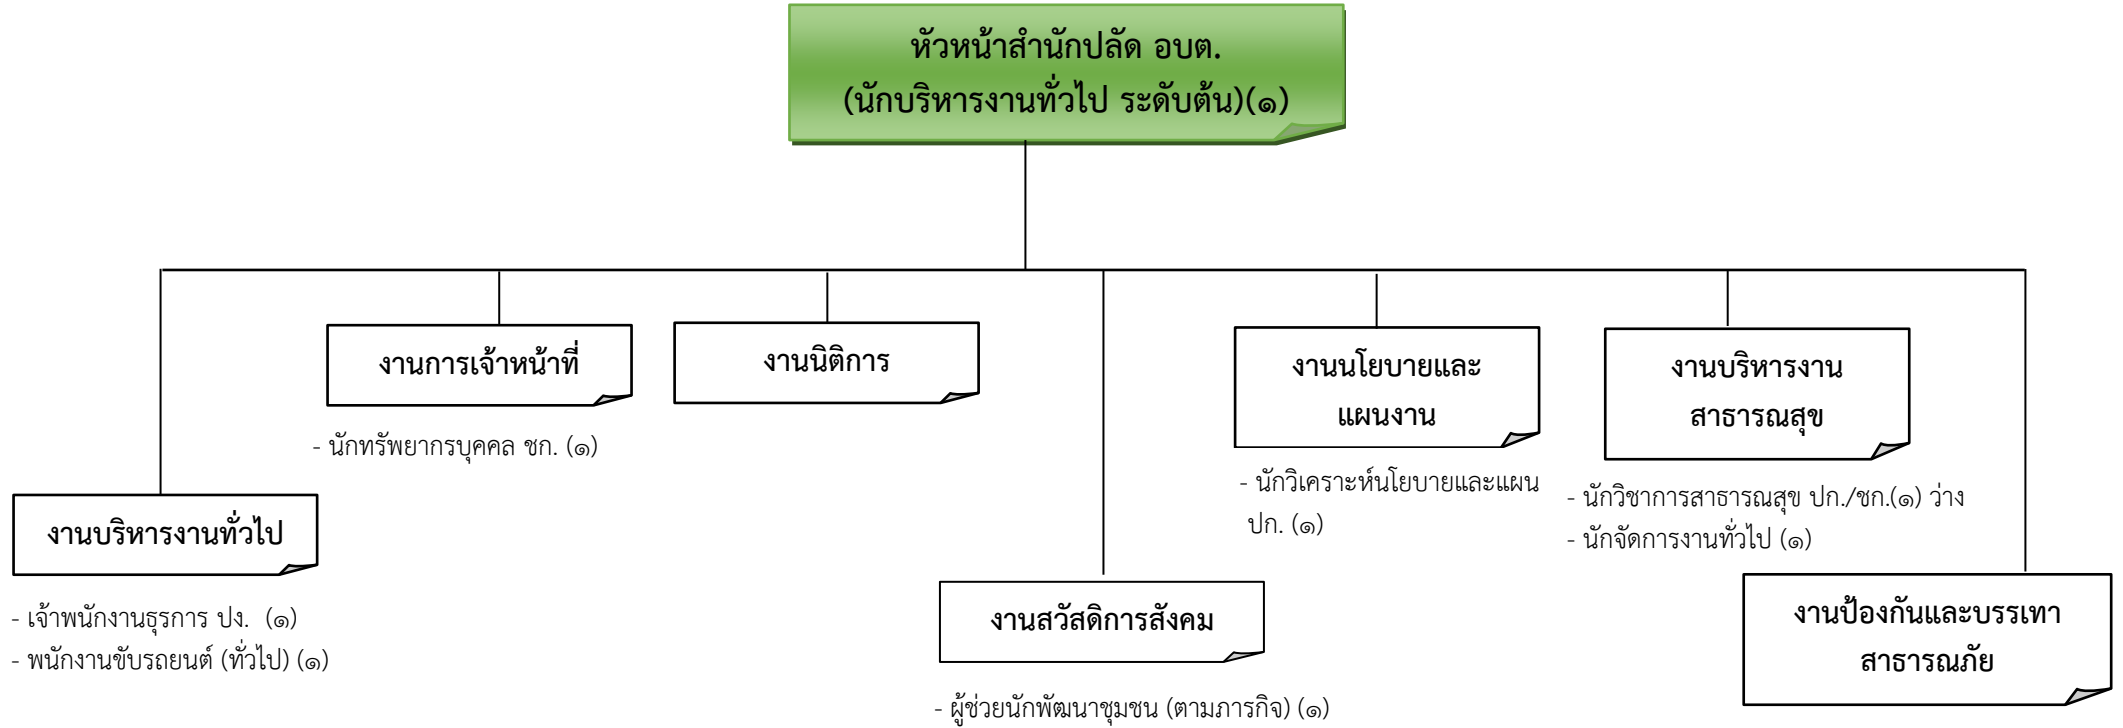 หัวหน้าสำนักปลัด อบต.
(นักบริหารงานทั่วไป ระดับต้น)(๑)
งานบริหารงานทั่วไป
- เจ้าพนักงานธุรการ ปง. (๑)
- พนักงานขับรถยนต์ (ทั่วไป) (๑)
งานการเจ้าหน้าที่
- นักทรัพยากรบุคคล ชก. (๑)
งานนิติการ
งานสวัสดิการสังคม
- ผู้ช่วยนักพัฒนาชุมชน (ตามภารกิจ) (๑)
งานนโยบายและ
แผนงาน
- นักวิเคราะห์นโยบายและแผน
ปก. (๑)
งานบริหารงาน
สาธารณสุข
- นักวิชาการสาธารณสุข ปก./ชก.(๑) ว่าง
- นักจัดการงานทั่วไป (๑)
งานป้องกันและบรรเทา
สาธารณภัย